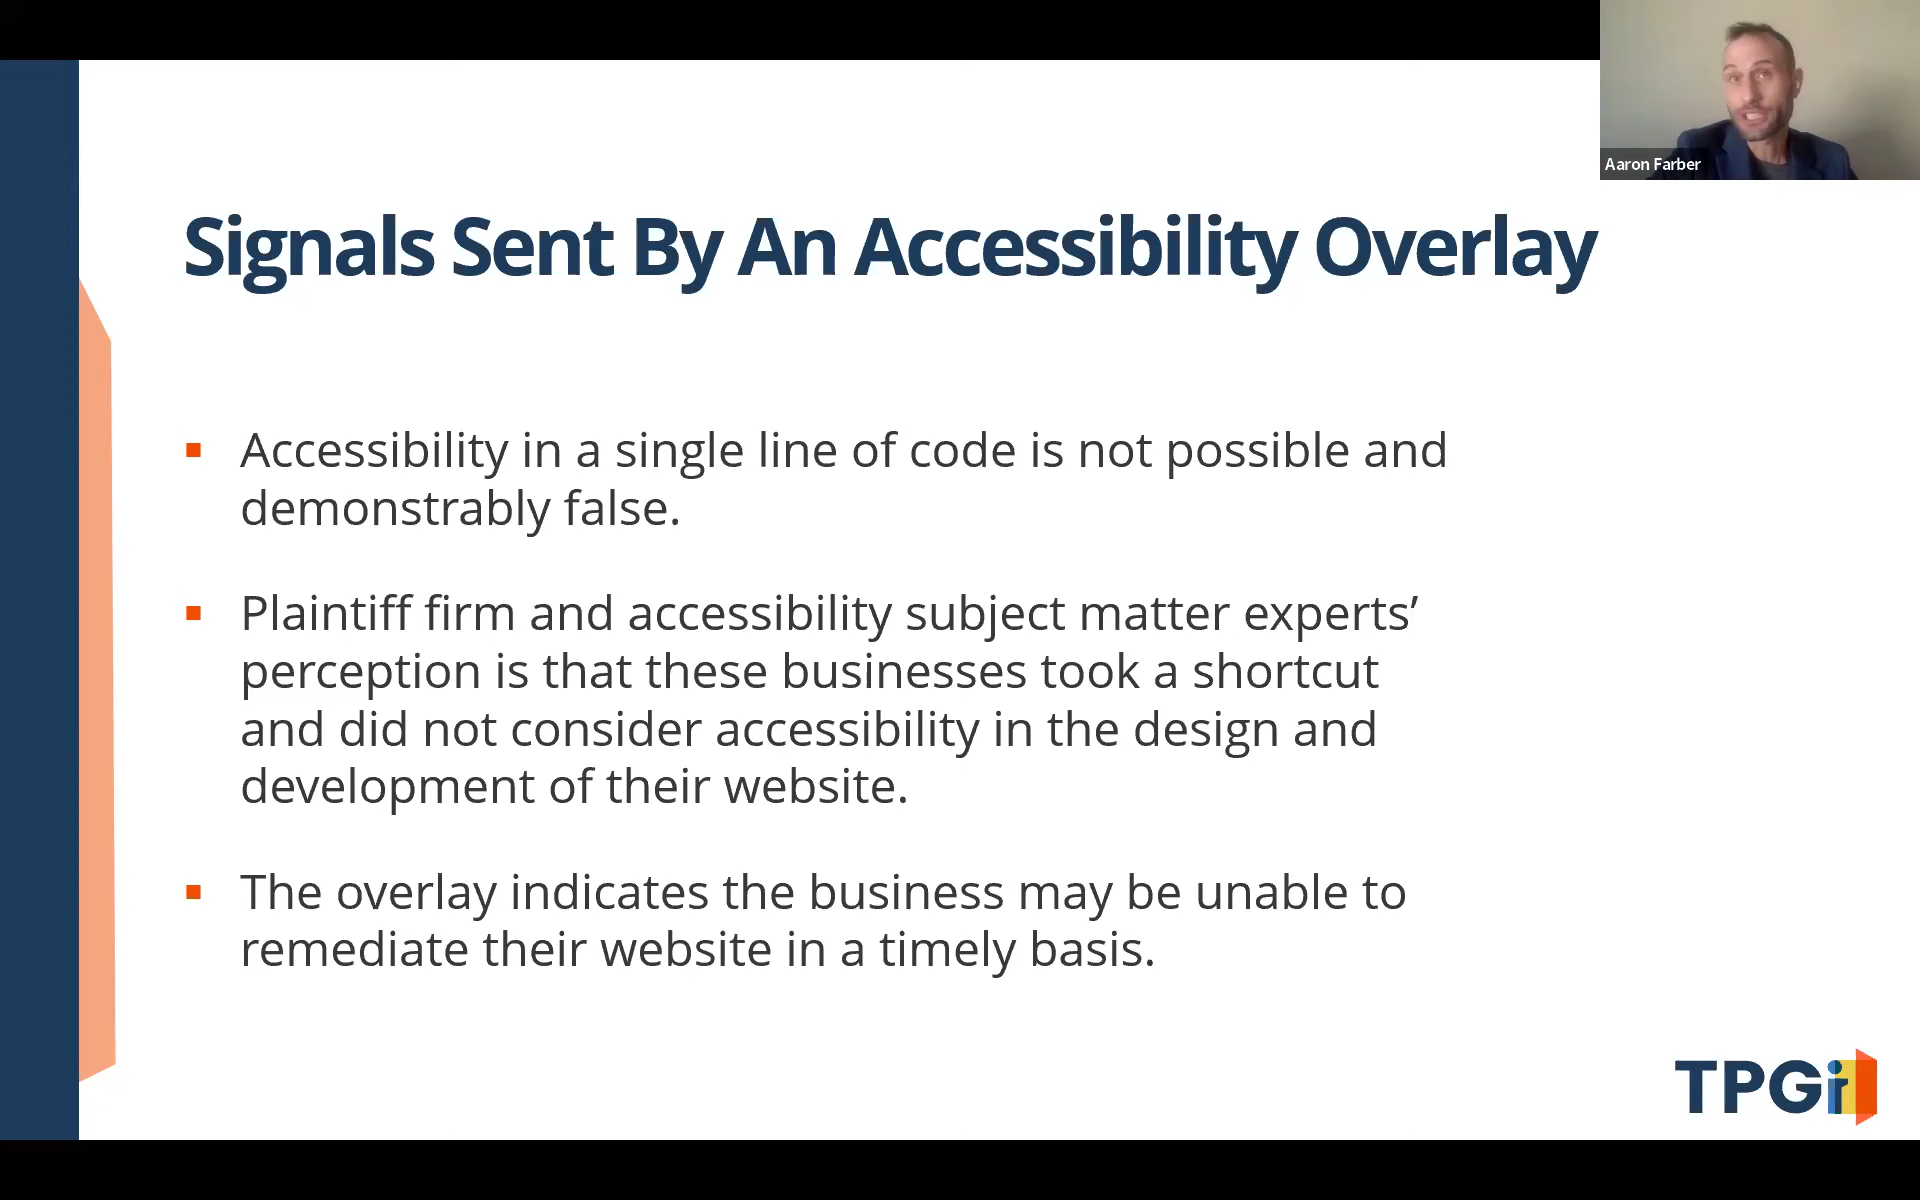 Aaron Farber
Signals Sent By An Accessibility Overlay
Accessibility in a single line of code is not possible and
demonstrably false.
Plaintiff firm and accessibility subject matter experts’
perception is that these businesses took a shortcut
and did not consider accessibility in the design and
development of their website.
The overlay indicates the business may be unable to
remediate their website in a timely basis.
TPGi